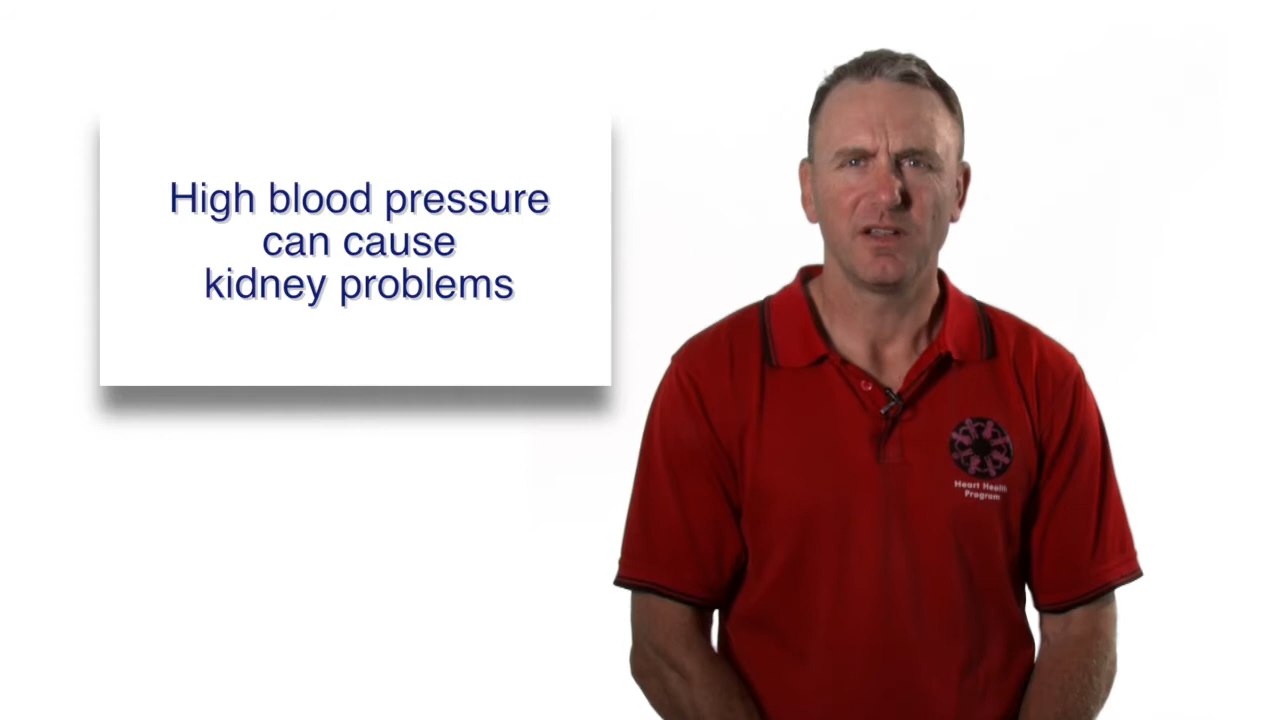 High blood pressure
can cause
kidney problems
Heart Health
Program